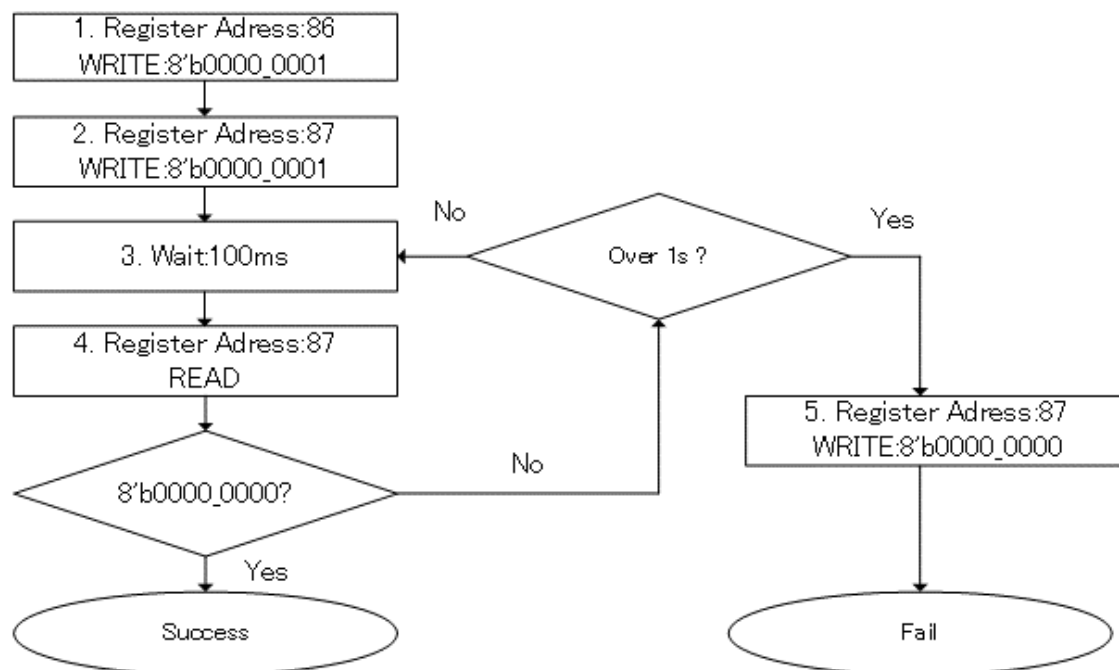 1. Register Adress:86
WRITE:8'b0000_0001
2. Register Adress:87
WRITE:8'b0000_0001
No
Yes
3. Wait:100ms
Over 1s ?
4. Register Adress:87
READ
5. Register Adress:87
WRITE:8'b0000_0000
No
8'b0000_0000?
Yes
Success
Fail